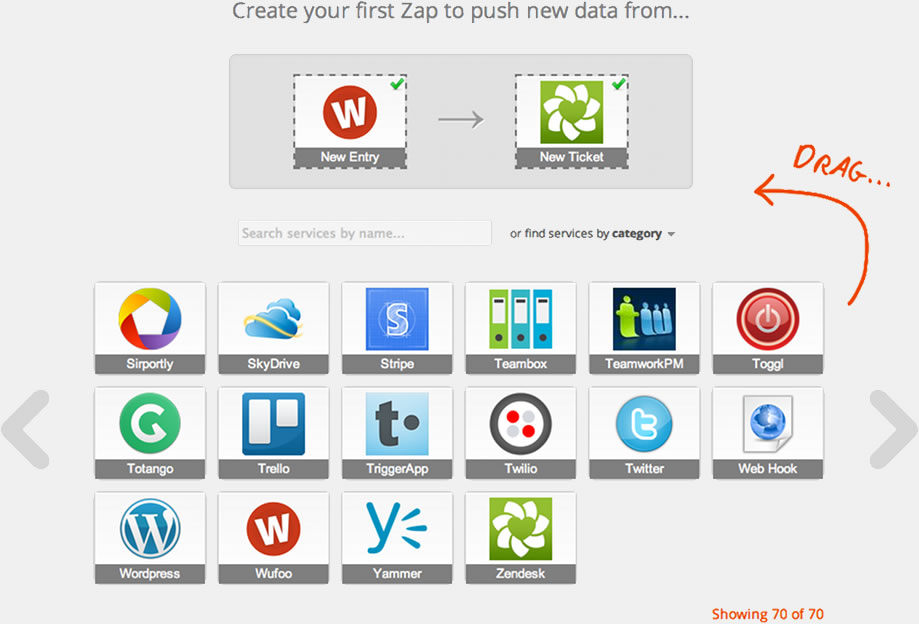 Create your first Zap to push new data from...
W
New Entry
New Ticket
DRAG...
Search services by name...
or find services by category
S
Sirportly
SkyDrive
Stripe
Teambox
TeamworkPM
Toggl
G
t
t
Totango
Trello
TriggerApp
Twilio
Twitter
Web Hook
W
W
Y
Wordpress
Wufoo
Yammer
Zendesk
Showing 70 of 70